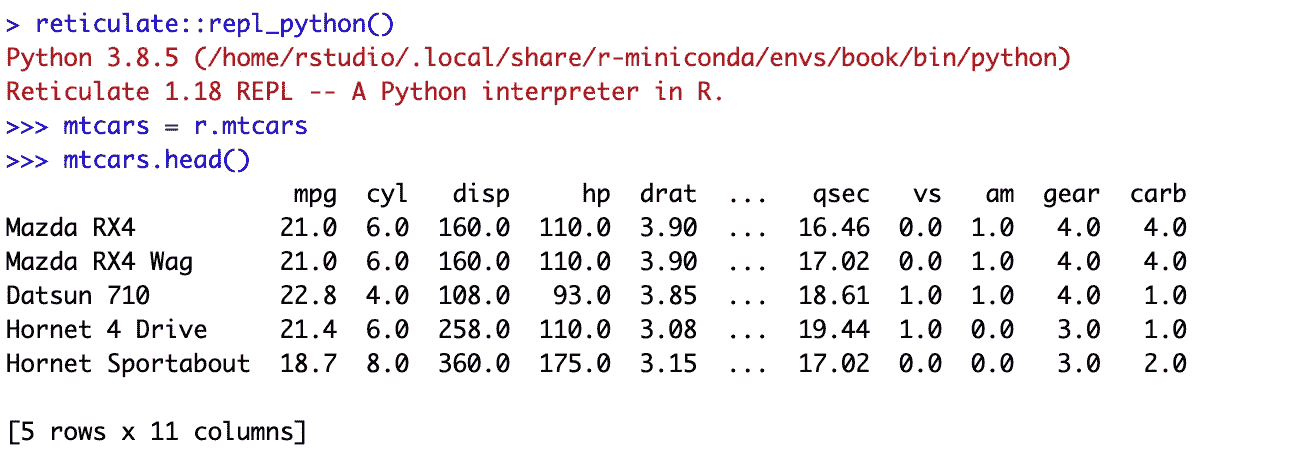 > reticulate::repl_python()
Python 3.8.5 (/home/rstudio/.local/share/r-miniconda/envs/book/bin/python)
Reticulate 1.18 REPL -- A Python interpreter in R.
>>> mtcars = r.mtcars
>>> mtcars.head()
                    mpg  cyl   disp     hp  drat  ...   qsec   vs   am  gear  carb
Mazda RX4          21.0  6.0  160.0  110.0  3.90  ...  16.46  0.0  1.0   4.0   4.0
Mazda RX4 Wag      21.0  6.0  160.0  110.0  3.90  ...  17.02  0.0  1.0   4.0   4.0
Datsun 710         22.8  4.0  108.0   93.0  3.85  ...  18.61  1.0  1.0   4.0   1.0
Hornet 4 Drive     21.4  6.0  258.0  110.0  3.08  ...  19.44  1.0  0.0   3.0   1.0
Hornet Sportabout  18.7  8.0  360.0  175.0  3.15  ...  17.02  0.0  0.0   3.0   2.0
[5 rows x 11 columns]